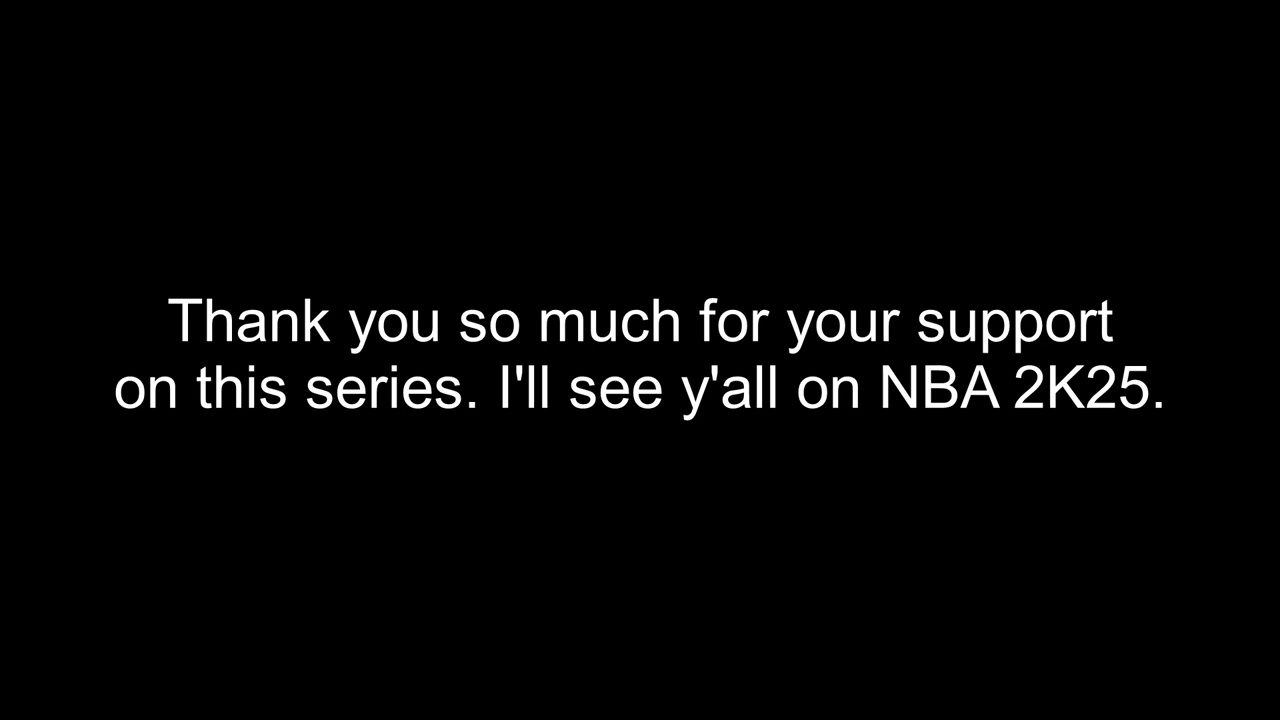 Thank you so much for your support
on this series. I'll see y'all on NBA 2K25.